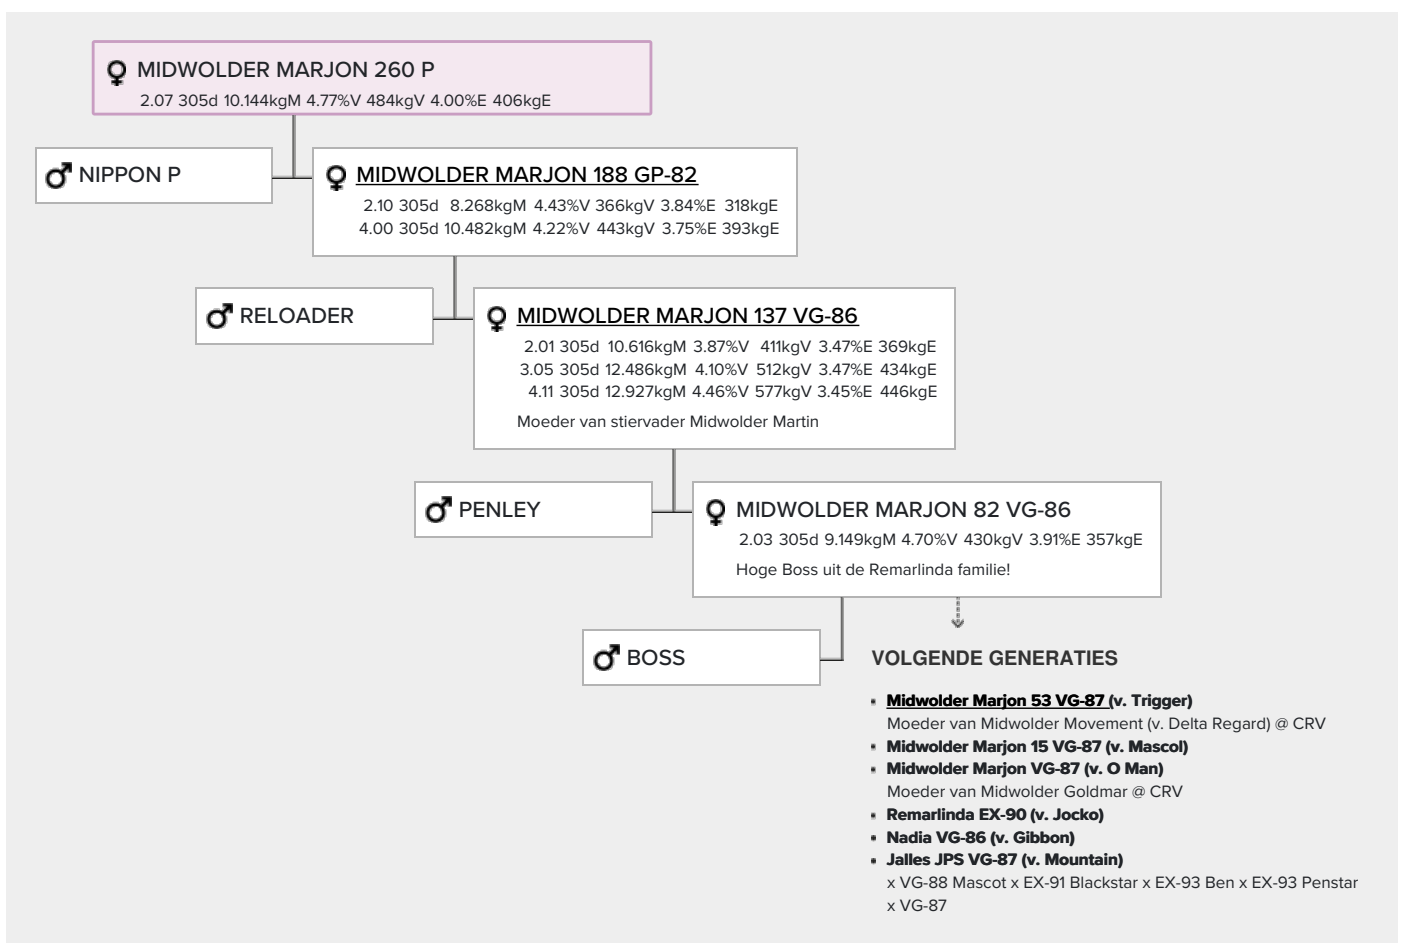 MIDWOLDER MARJON 260 P
2.07 305d 10.144kgM 4.77%V 484kgV 4.00%E 406kgE
NIPPON P
MIDWOLDER MARJON 188 GP-82
2.10 305d 8.268kgM 4.43%V 366kgV 3.84%E 318kgE
4.00 305d 10.482kgM 4.22%V 443kgV 3.75%E 393kgE
RELOADER
MIDWOLDER MARJON 137 VG-86
2.01 305d 10.616kgM 3.87%V 411kgV 3.47%E 369kgE
3.05 305d 12.486kgM 4.10%V 512kgV 3.47%E 434kgE
4.11 305d 12.927kgM 4.46%V 577kgV 3.45%E 446kgE
Moeder van stiervader Midwolder Martin
PENLEY
MIDWOLDER MARJON 82 VG-86
2.03 305d 9.149kgM 4.70%V 430kgV 3.91%E 357kgE
Hoge Boss uit de Remarlinda familie!
BOSS
VOLGENDE GENERATIES
Midwolder Marjon 53 VG-87 (v. Trigger)
Moeder van Midwolder Movement (v. Delta Regard) @ CRV
Midwolder Marjon 15 VG-87 (v. Mascol)
Midwolder Marjon VG-87 (v. O Man)
Moeder van Midwolder Goldmar @ CRV
Remarlinda EX-90 (v. Jocko)
Nadia VG-86 (v. Gibbon)
Jalles JPS VG-87 (v. Mountain)
x VG-88 Mascot x EX-91 Blackstar x EX-93 Ben x EX-93 Penstar
x VG-87